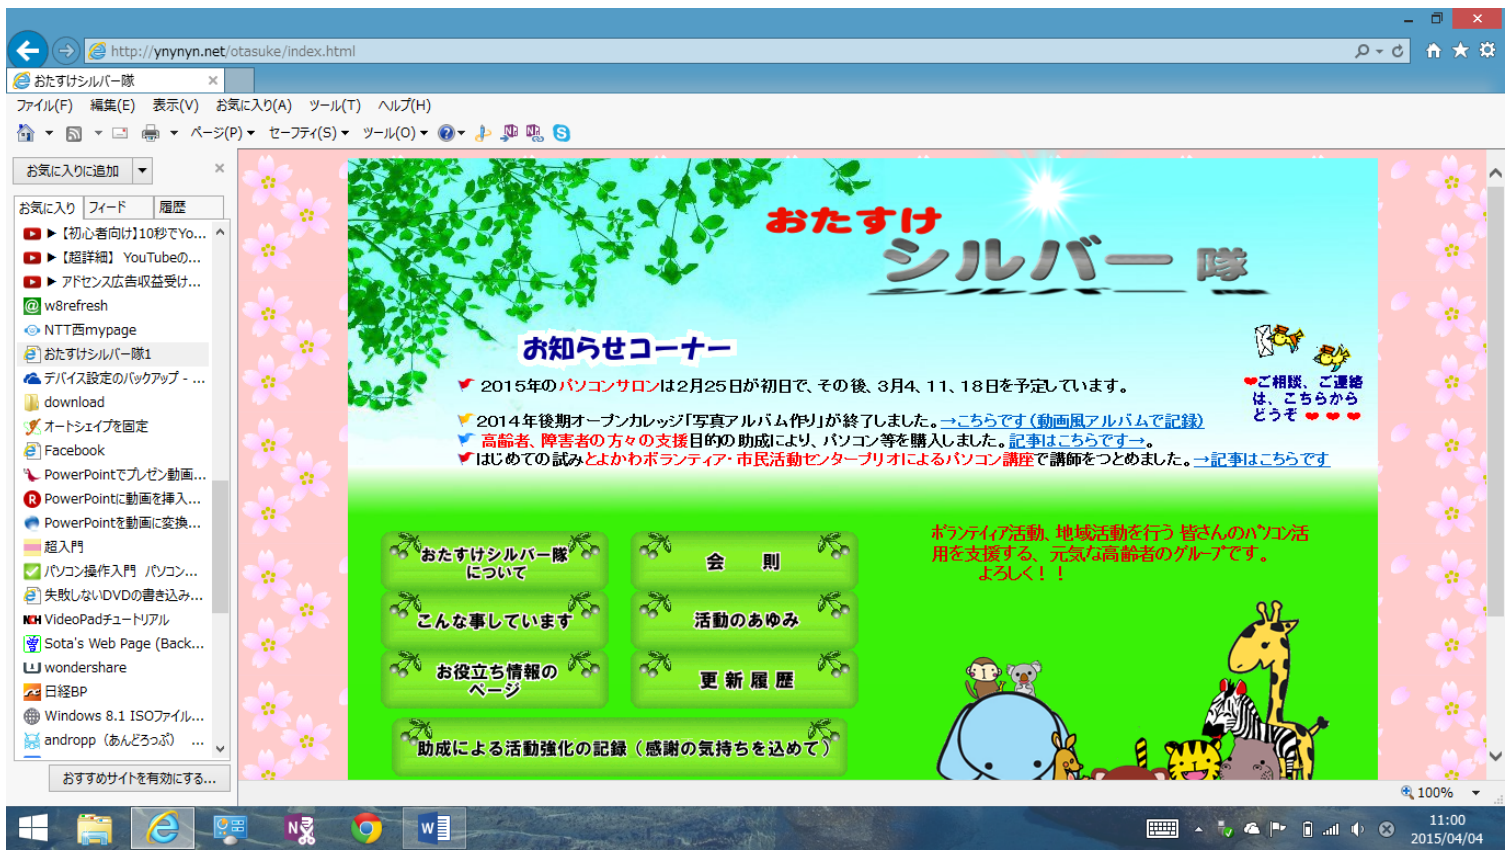 http://ynynyn.net/otasuke/index.html
おたすけシルバー隊
ファイル(F) 編集(E) 表示(V) お気に入り(A) ツール(T) ヘルプ(H)
ページ(P) セーフティ(S) ツール(O)
お気に入りに追加
お気に入り フィード 履歴
▶【初心者向け】10秒でYo...
▶【超詳細】 YouTubeの...
▶ アドセンス広告収益受け...
w8refresh
NTT西mypage
おたすけシルバー隊1
デバイス設定のバックアップ - ...
download
オートシェイプを固定
Facebook
PowerPointでプレゼン動画...
PowerPointに動画を挿入...
PowerPointを動画に変換...
超入門
パソコン操作入門 パソコン...
失敗しないDVDの書き込み...
NCH VideoPadチュートリアル
Sota's Web Page (Back...
wondershare
日経BP
Windows 8.1 ISOファイル...
andropp（あんどろっぷ） ...
おすすめサイトを有効にする...
おたすけ
シルバー 隊
お知らせコーナー
2015年のパソコンサロンは2月25日が初日で、その後、3月4、11、18日を予定しています。
2014年後期オープンカレッジ「写真アルバム作り」が終了しました。→こちらです(動画風アルバムで記録)
高齢者、障害者の方々の支援目的の助成により、パソコン等を購入しました。記事はこちらです→。
はじめての試みとよかわボランティア・市民活動センタープリオによるパソコン講座で講師をつとめました。→記事はこちらです
❤ご相談、ご連絡
は、こちらから
どうぞ ❤ ❤ ❤
おたすけシルバー隊
について
会 則
こんな事しています
活動のあゆみ
お役立ち情報の
ページ
更新履歴
助成による活動強化の記録（感謝の気持ちを込めて）
ボランティイア活動、地域活動を行う皆さんのパソコン活
用を支援する、元気な高齢者のグループです。
よろしく！！
100%
11:00
2015/04/04